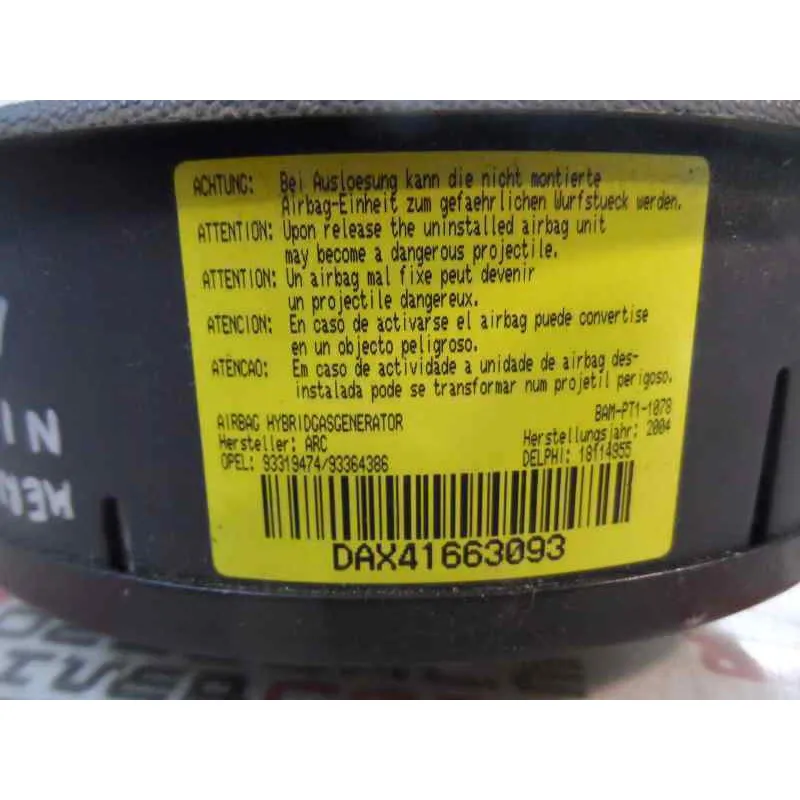 ACHTUNG: Bei Ausloesung kann die nicht montierte
Airbag-Einheit zum gefaehrlichen Wurfstueck werden.
ATTENTION: Upon release the uninstalled airbag unit
may become a dangerous projectile.
ATTENTION: Un airbag mal fixe peut devenir
un projectile dangereux.
ATENCION: En caso de activarse el airbag puede convertise
en un objecto peligroso.
ATENCAO: Em caso de actividade a unidade de airbag des-
instalada pode se transformar num projetil perigoso.
AIRBAG HYBRIDGASGENERATOR BAM-PT1-1078
Hersteller: ARC Herstellungsjahr: 2004
OPEL: 93319474/93364386 DELPHI: 18114955
DAX41663093